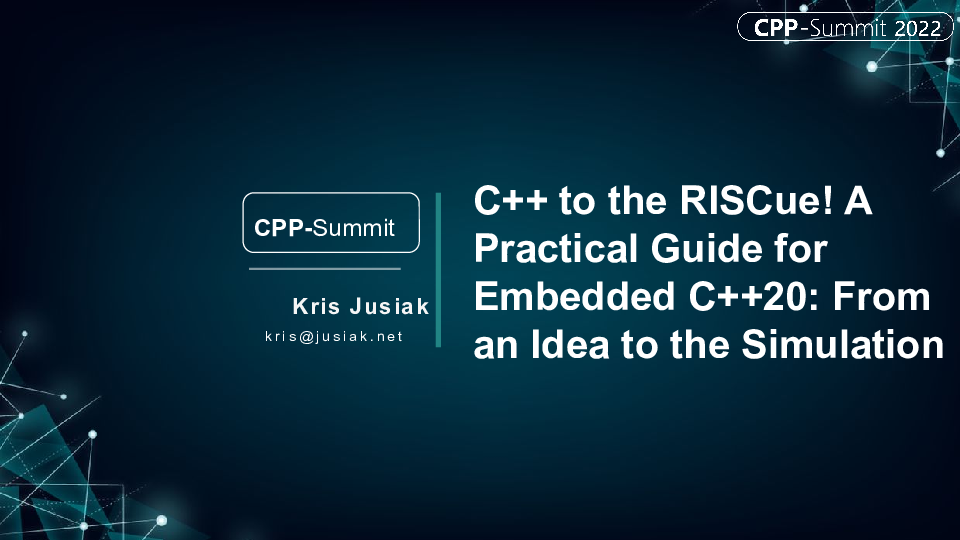 CPP-Summit 2022
CPP-Summit
Kris Jusiak
kris@jusiak.net
C++ to the RISCue! A
Practical Guide for
Embedded C++20: From
an Idea to the Simulation